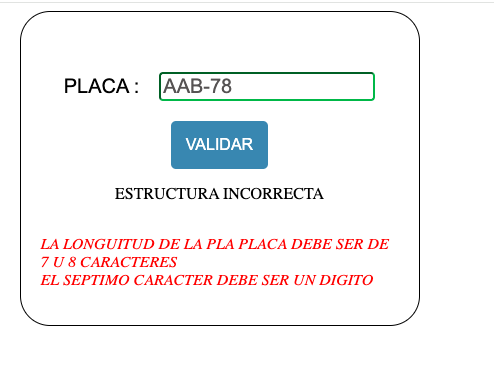 PLACA : AAB-78
VALIDAR
ESTRUCTURA INCORRECTA
LA LONGUITUD DE LA PLA PLACA DEBE SER DE
7 U 8 CARACTERES
EL SEPTIMO CARACTER DEBE SER UN DIGITO